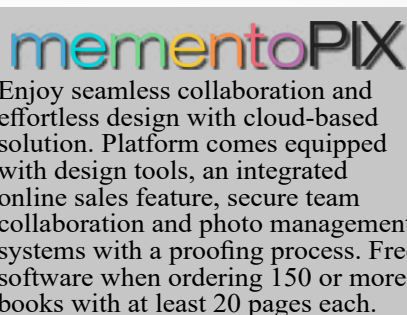 mementoPIX
Enjoy seamless collaboration and
effortless design with cloud-based
solution. Platform comes equipped
with design tools, an integrated
online sales feature, secure team
collaboration and photo management
systems with a proofing process. Free
software when ordering 150 or more
books with at least 20 pages each.